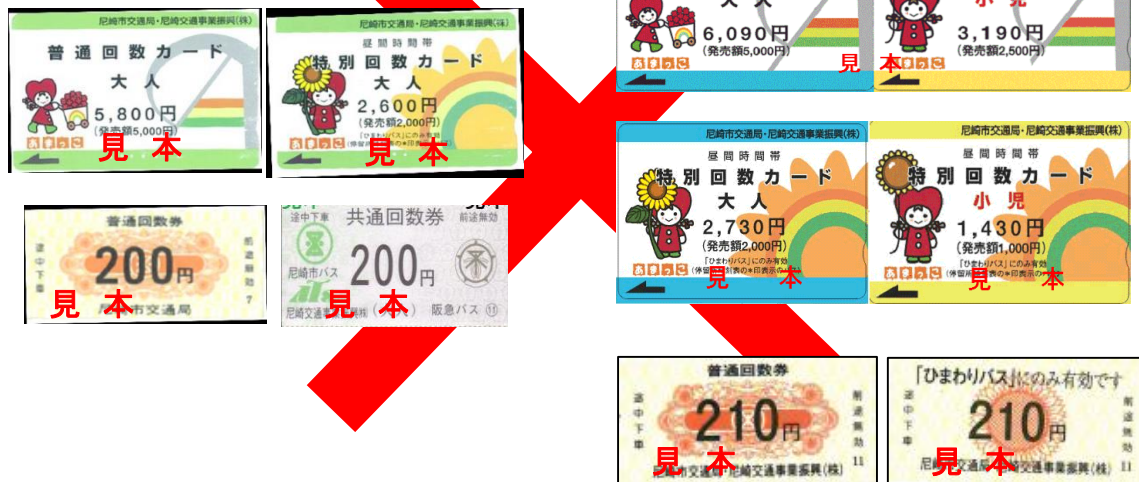 尼崎市交通局・尼崎交通事業振興(株)
普通回数カード
大人
5,800円
(発売額5,000円)
あまっこ
見本
尼崎市交通局・尼崎交通事業振興(株)
昼間時間帯
特別回数カード
大人
2,600円
(発売額2,000円)
「ひまわりバス」にのみ有効
見本
大人
6,090円
(発売額5,000円)
あまっこ
見本
小児
3,190円
(発売額2,500円)
あまっこ
尼崎市交通局・尼崎交通事業振興(株)
昼間時間帯
特別回数カード
大人
2,730円
(発売額2,000円)
「ひまわりバス」にのみ有効
あまっこ
見本
尼崎市交通局・尼崎交通事業振興(株)
昼間時間帯
特別回数カード
小児
1,430円
(発売額1,000円)
「ひまわりバス」にのみ有効
あまっこ
見本
普通回数券
途中下車
200円
前途無効
7
尼崎市交通局
見本
途中下車
共通回数券
前途無効
200円
尼崎市バス
阪急バス ⑪
見本
普通回数券
途中下車
210円
前途無効
11
尼崎市交通局・尼崎交通事業振興(株)
見本
「ひまわりバス」にのみ有効です
途中下車
210円
前途無効
11
尼崎市交通局・尼崎交通事業振興(株)
見本